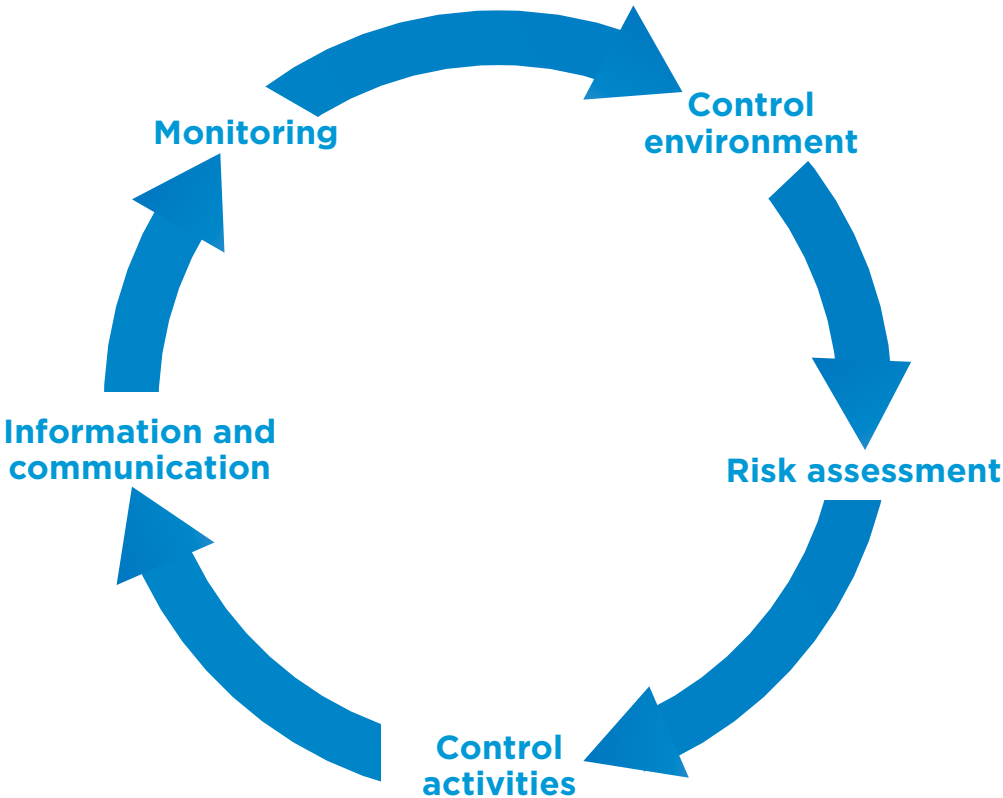 Monitoring
Control
environment
Information and
communication
Risk assessment
Control
activities